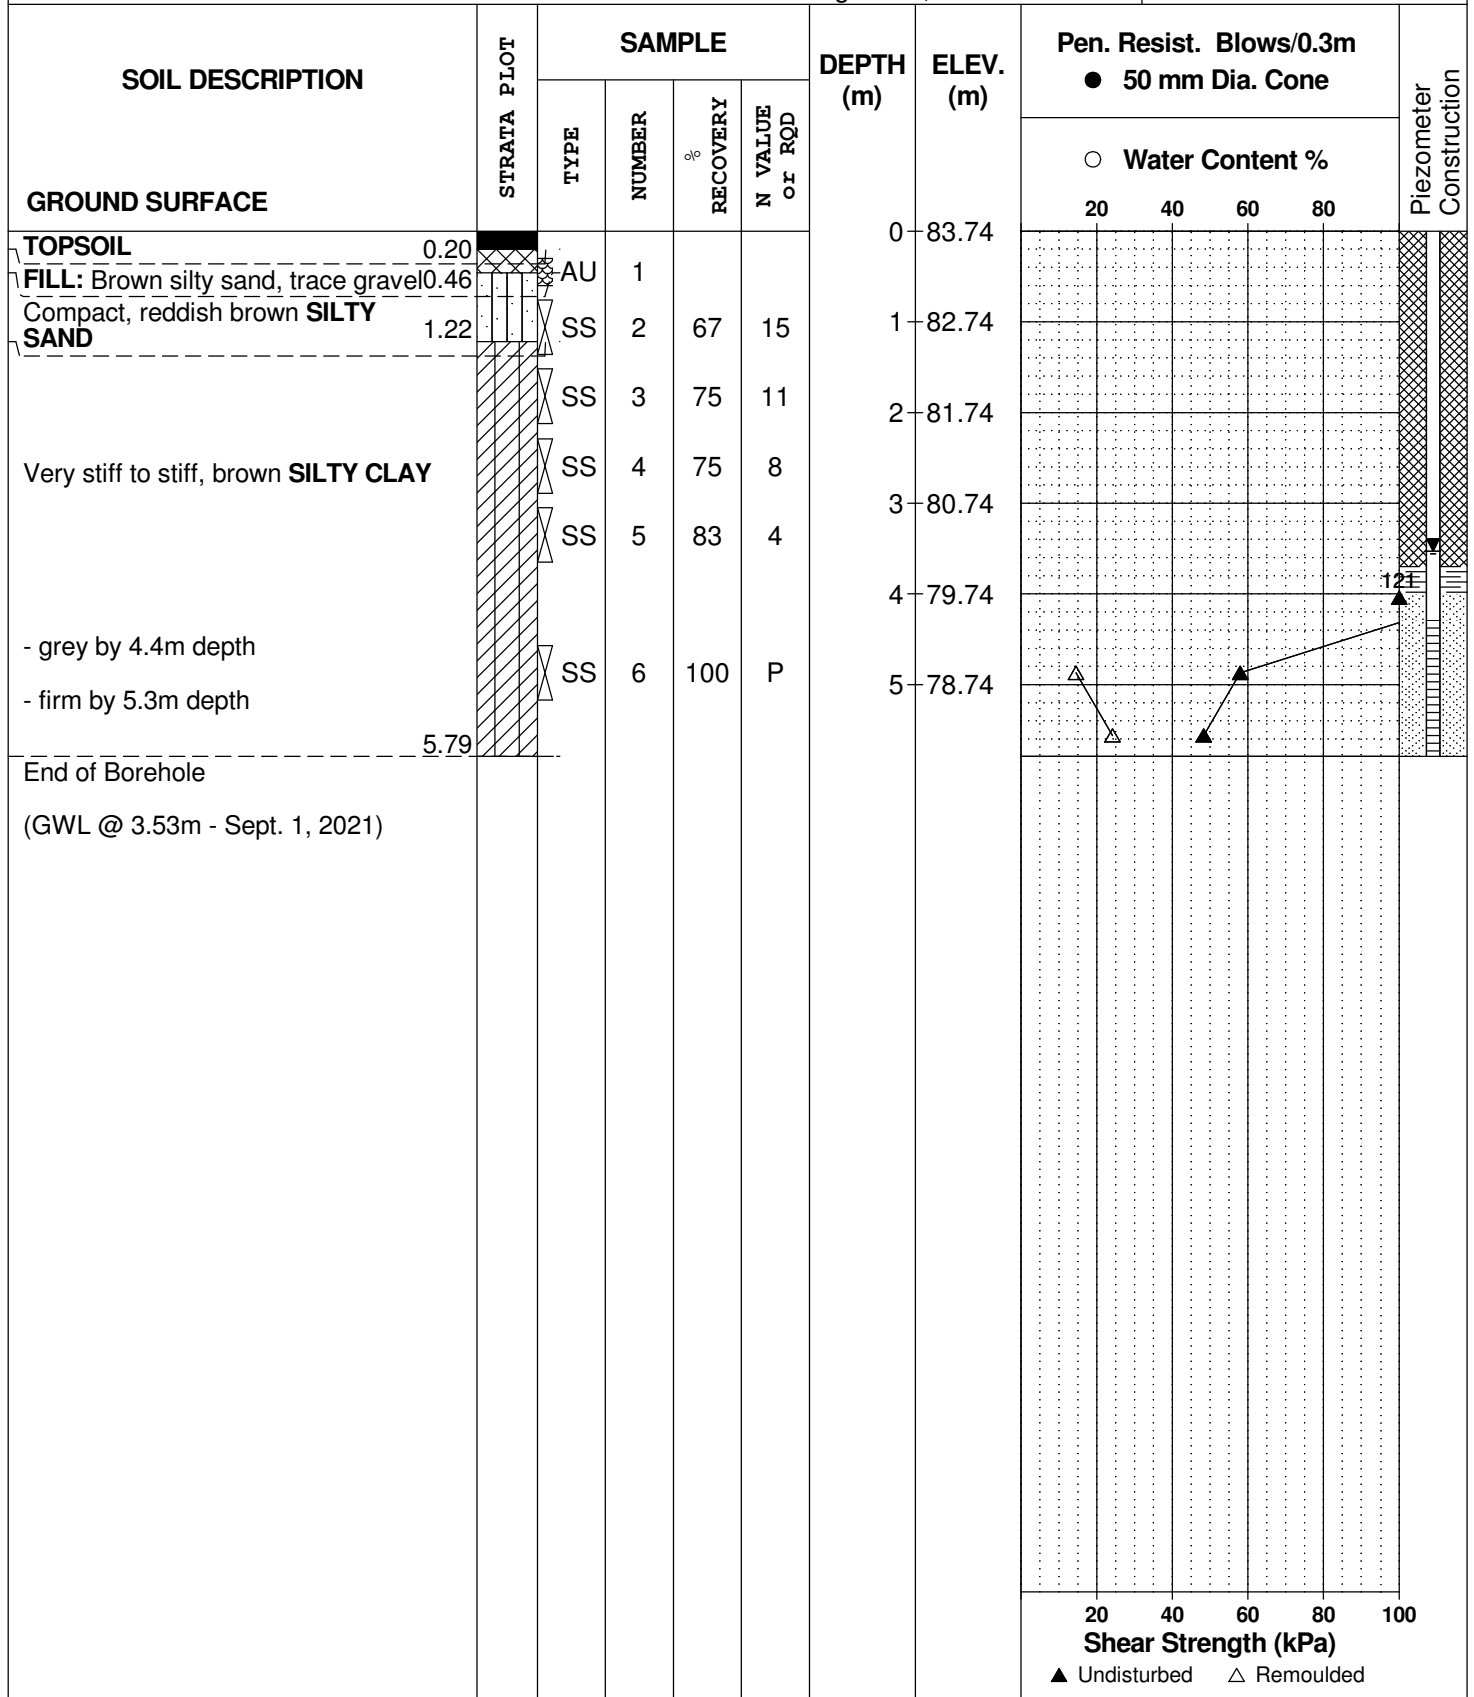 SOIL DESCRIPTION
GROUND SURFACE
STRATA PLOT
SAMPLE
TYPE
NUMBER
%
RECOVERY
N VALUE
or RQD
DEPTH
(m)
ELEV.
(m)
Pen. Resist. Blows/0.3m
● 50 mm Dia. Cone
○ Water Content %
20 40 60 80
Piezometer
Construction
TOPSOIL 0.20
FILL: Brown silty sand, trace gravel 0.46
Compact, reddish brown SILTY
SAND 1.22
Very stiff to stiff, brown SILTY CLAY
- grey by 4.4m depth
- firm by 5.3m depth
5.79
End of Borehole
(GWL @ 3.53m - Sept. 1, 2021)
AU 1
SS 2 67 15
SS 3 75 11
SS 4 75 8
SS 5 83 4
SS 6 100 P
0 83.74
1 82.74
2 81.74
3 80.74
4 79.74
5 78.74
121
20 40 60 80 100
Shear Strength (kPa)
▲ Undisturbed △ Remoulded